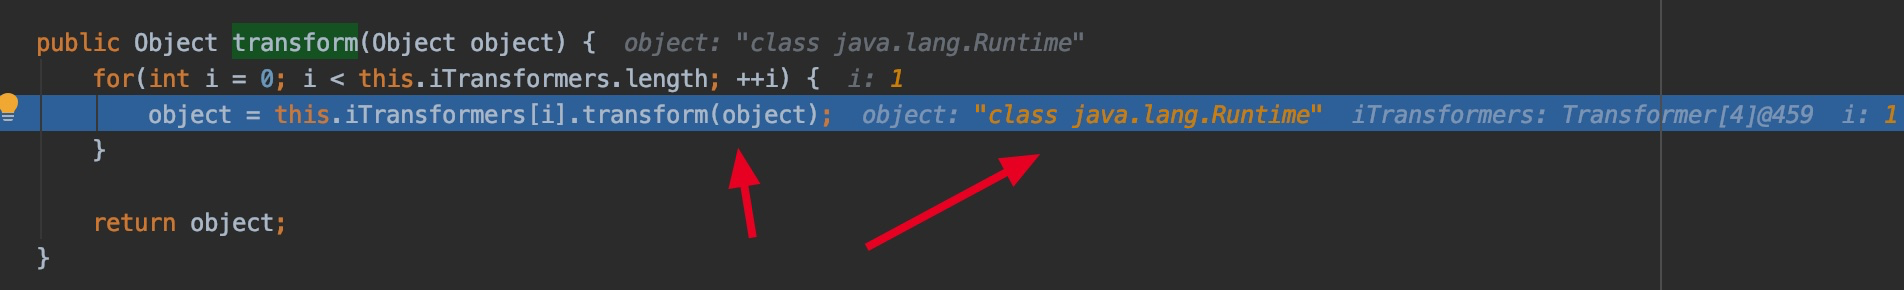 public Object transform(Object object) {  object: "class java.lang.Runtime"
for(int i = 0; i < this.iTransformers.length; ++i) {  i: 1
object = this.iTransformers[i].transform(object);  object: "class java.lang.Runtime"  iTransformers: Transformer[4]@459  i: 1
}
return object;
}